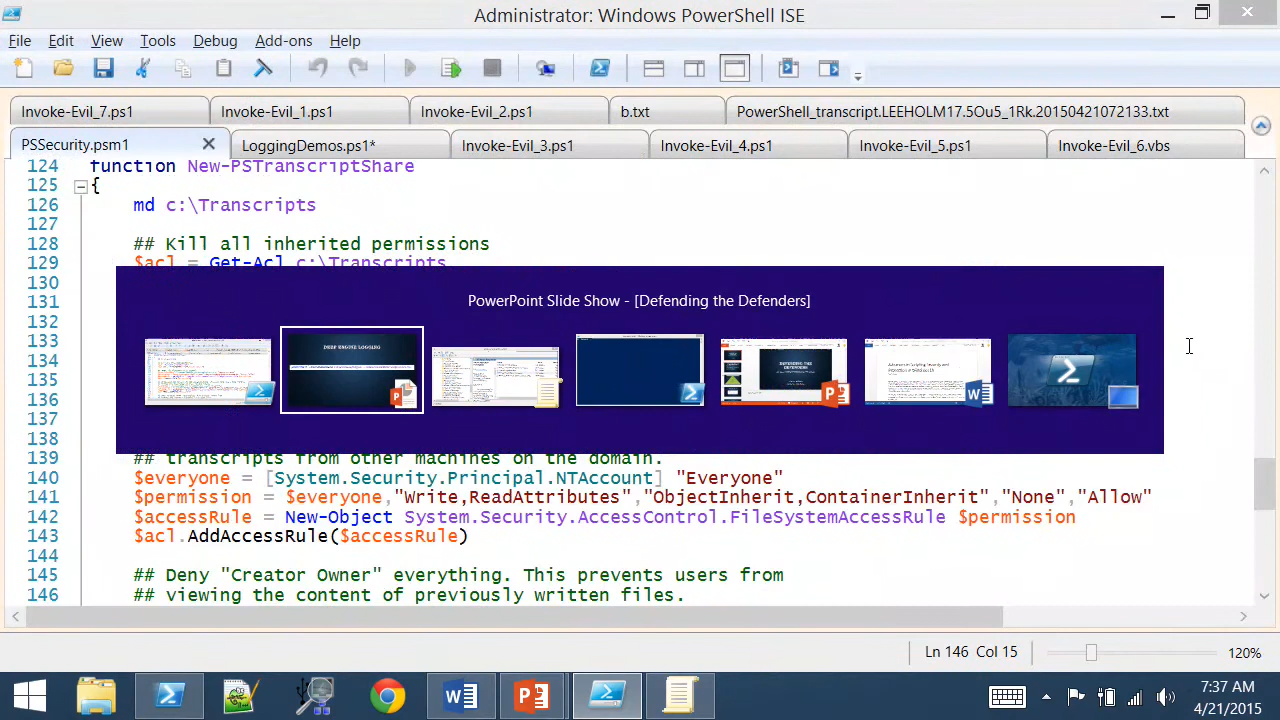 Administrator: Windows PowerShell ISE
File Edit View Tools Debug Add-ons Help
Invoke-Evil_7.ps1 Invoke-Evil_1.ps1 Invoke-Evil_2.ps1 b.txt PowerShell_transcript.LEEHOLM17.5Ou5_1Rk.20150421072133.txt
PSSecurity.psm1 LoggingDemos.ps1* Invoke-Evil_3.ps1 Invoke-Evil_4.ps1 Invoke-Evil_5.ps1 Invoke-Evil_6.vbs
124 function New-PSTranscriptShare
125 {
126 md c:\Transcripts
127
128 ## Kill all inherited permissions
129 $acl = Get-Acl c:\Transcripts
130
131
132
133
134
135
136
137
138
PowerPoint Slide Show - [Defending the Defenders]
DEEP ENGINE LOGGING
DEFENDING THE DEFENDERS
139 ## transcripts from other machines on the domain.
140 $everyone = [System.Security.Principal.NTAccount] "Everyone"
141 $permission = $everyone,"Write,ReadAttributes","ObjectInherit,ContainerInherit","None","Allow"
142 $accessRule = New-Object System.Security.AccessControl.FileSystemAccessRule $permission
143 $acl.AddAccessRule($accessRule)
144
145 ## Deny "Creator Owner" everything. This prevents users from
146 ## viewing the content of previously written files.
Ln 146 Col 15 120%
7:37 AM
4/21/2015